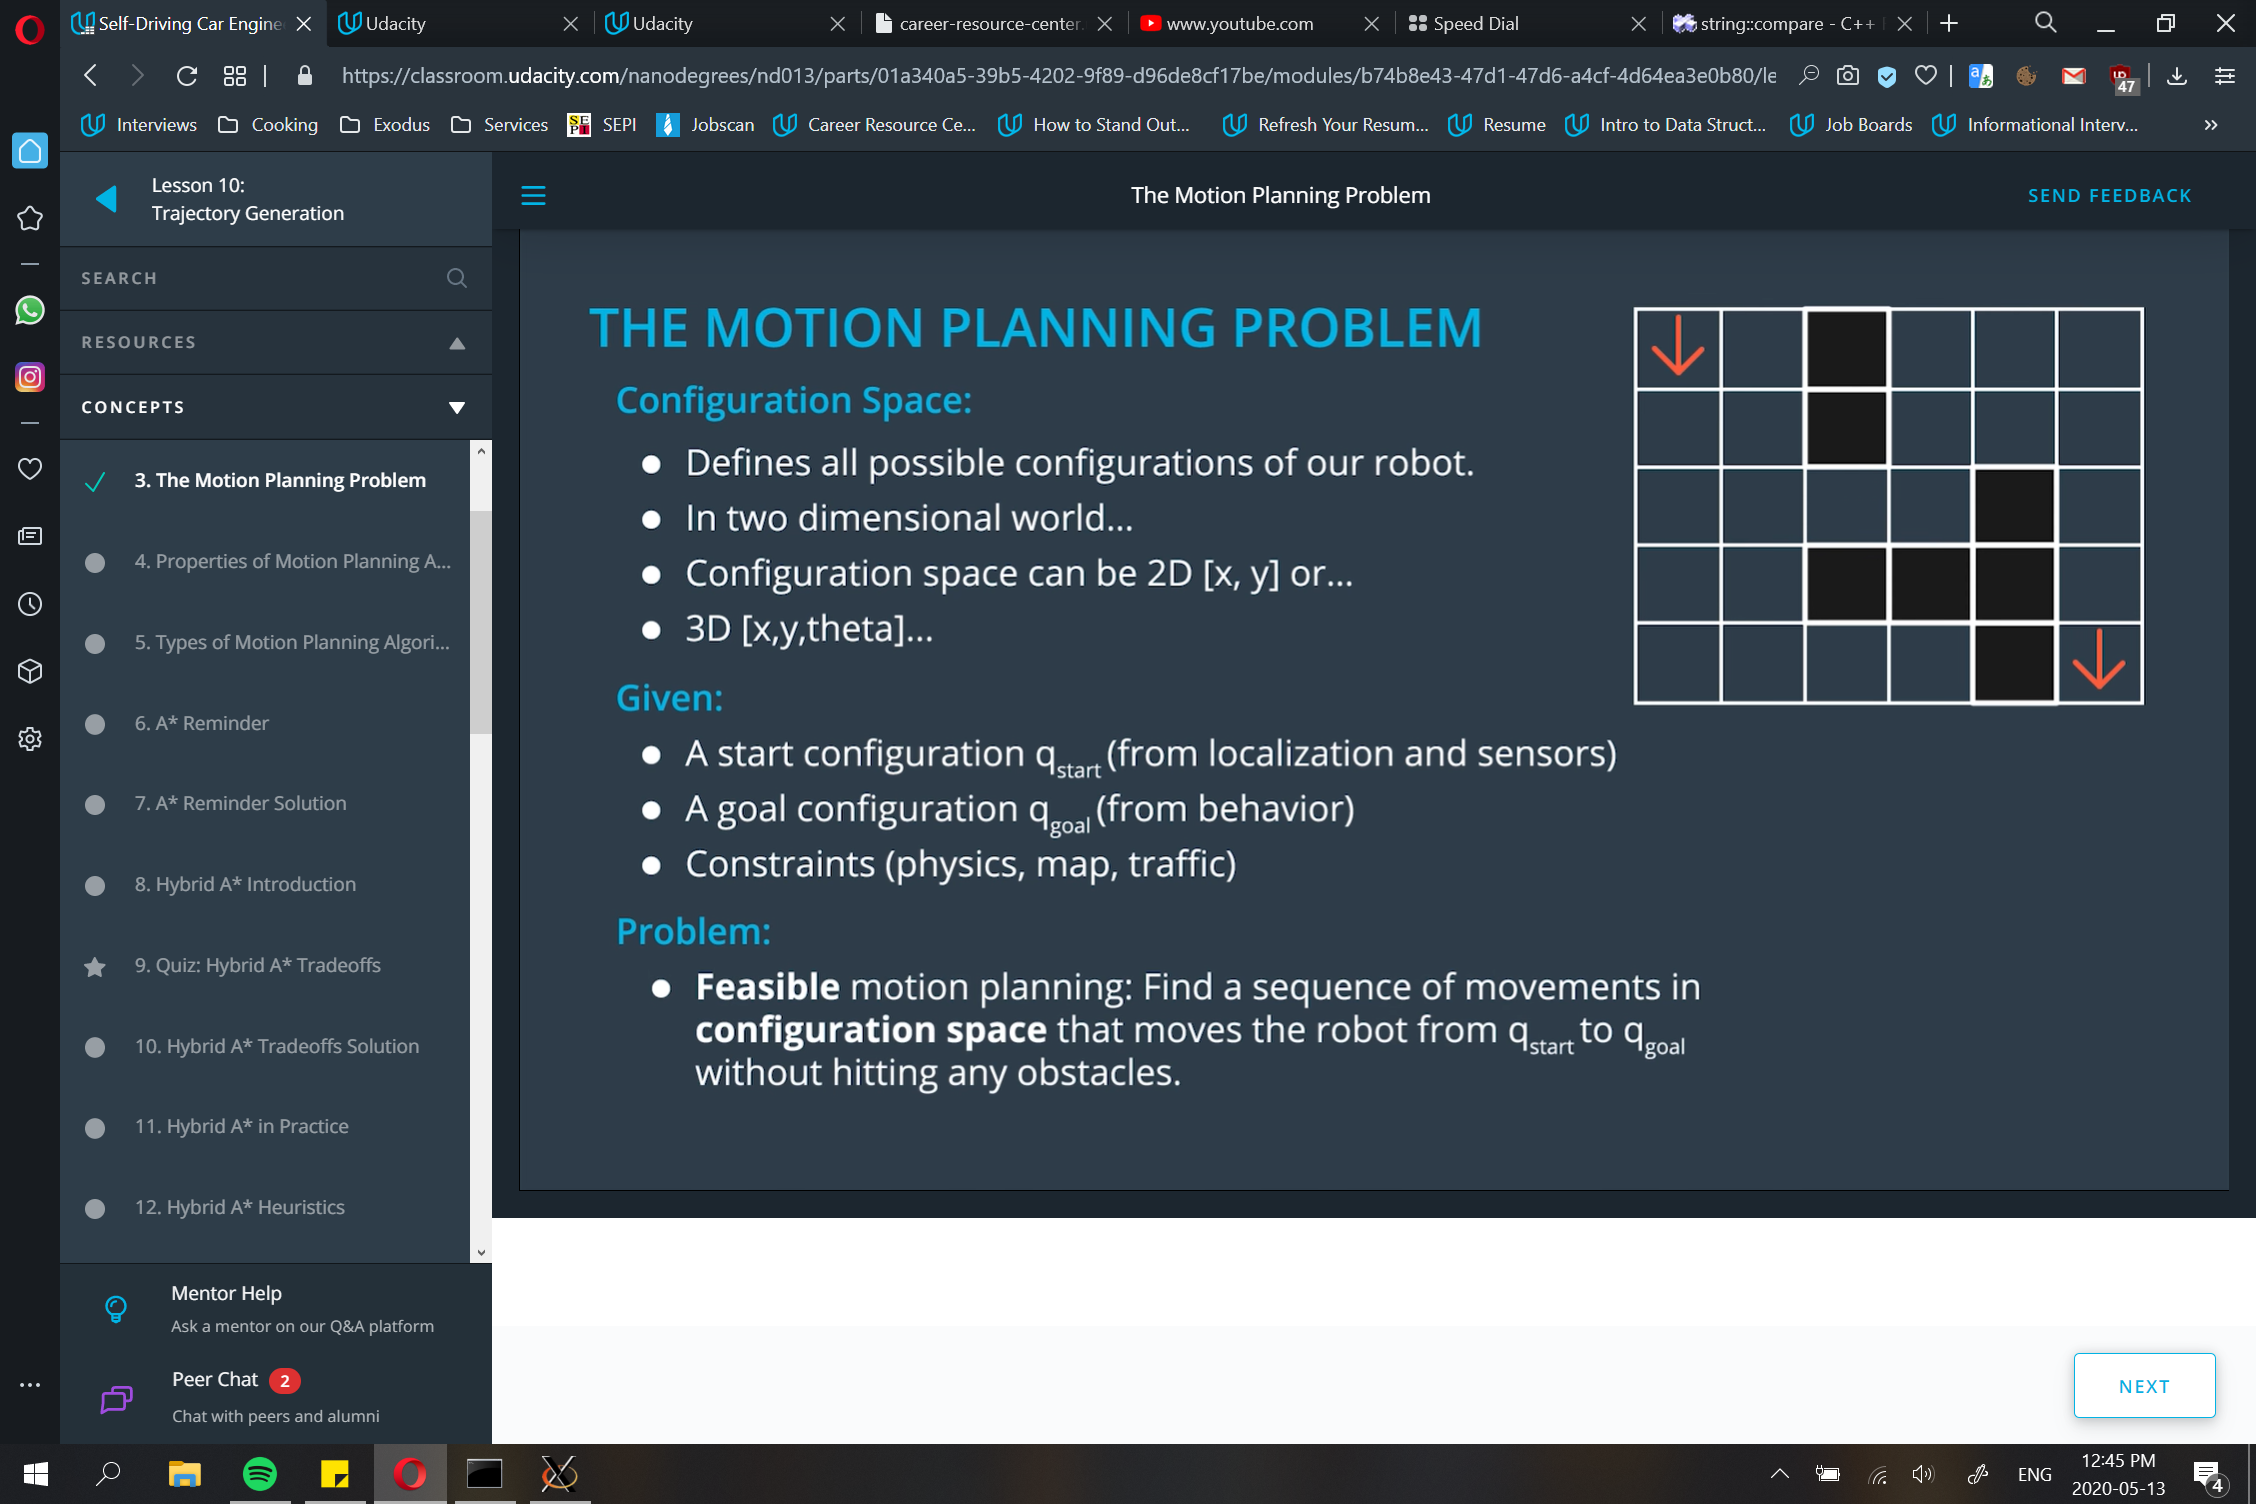 Self-Driving Car Engine
Udacity
Udacity
career-resource-center.
www.youtube.com
Speed Dial
string::compare - C++
https://classroom.udacity.com/nanodegrees/nd013/parts/01a340a5-39b5-4202-9f89-d96de8cf17be/modules/b74b8e43-47d1-47d6-a4cf-4d64ea3e0b80/le
47
Interviews
Cooking
Exodus
Services
SEPI
Jobscan
Career Resource Ce...
How to Stand Out...
Refresh Your Resum...
Resume
Intro to Data Struct...
Job Boards
Informational Interv...
Lesson 10:
Trajectory Generation
The Motion Planning Problem
SEND FEEDBACK
SEARCH
RESOURCES
CONCEPTS
3. The Motion Planning Problem
4. Properties of Motion Planning A...
5. Types of Motion Planning Algori...
6. A* Reminder
7. A* Reminder Solution
8. Hybrid A* Introduction
9. Quiz: Hybrid A* Tradeoffs
10. Hybrid A* Tradeoffs Solution
11. Hybrid A* in Practice
12. Hybrid A* Heuristics
Mentor Help
Ask a mentor on our Q&A platform
Peer Chat 2
Chat with peers and alumni
THE MOTION PLANNING PROBLEM
Configuration Space:
● Defines all possible configurations of our robot.
● In two dimensional world...
● Configuration space can be 2D [x, y] or...
● 3D [x,y,theta]...
Given:
● A start configuration qstart (from localization and sensors)
● A goal configuration qgoal (from behavior)
● Constraints (physics, map, traffic)
Problem:
● Feasible motion planning: Find a sequence of movements in
configuration space that moves the robot from qstart to qgoal
without hitting any obstacles.
NEXT
ENG
12:45 PM
2020-05-13
4